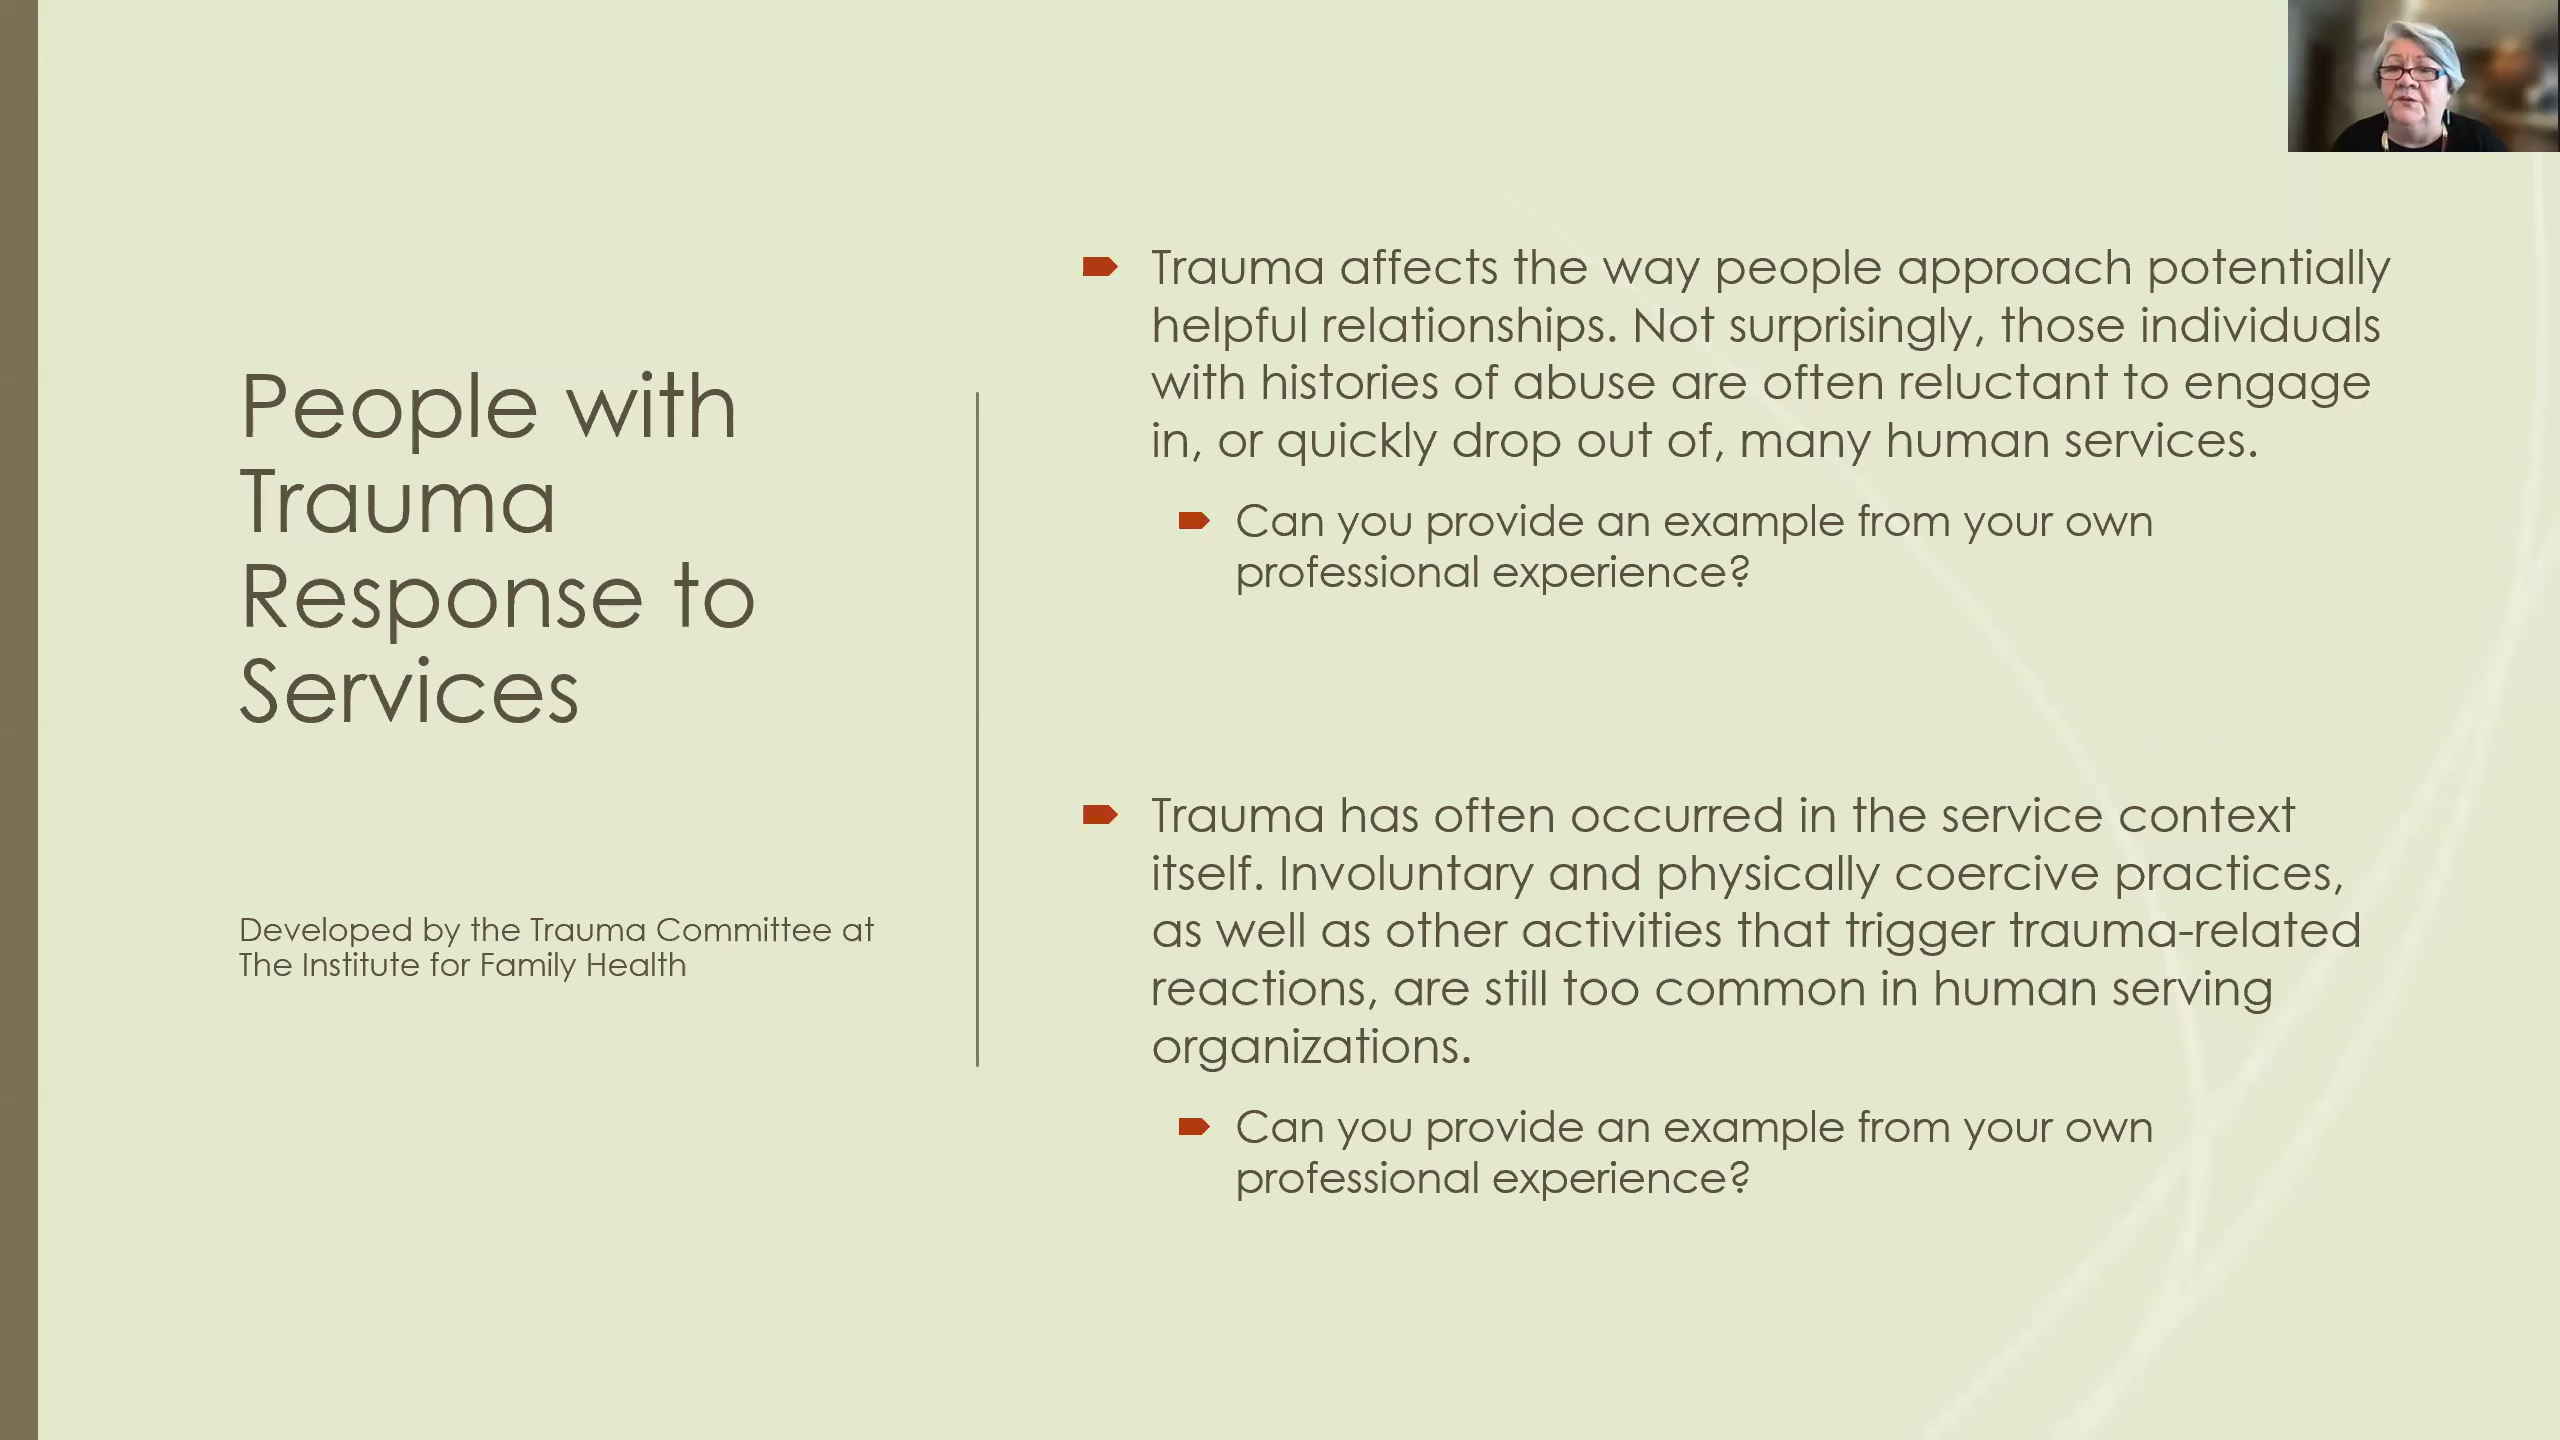 People with
Trauma
Response to
Services
Developed by the Trauma Committee at
The Institute for Family Health
Trauma affects the way people approach potentially
helpful relationships. Not surprisingly, those individuals
with histories of abuse are often reluctant to engage
in, or quickly drop out of, many human services.
Can you provide an example from your own
professional experience?
Trauma has often occurred in the service context
itself. Involuntary and physically coercive practices,
as well as other activities that trigger trauma-related
reactions, are still too common in human serving
organizations.
Can you provide an example from your own
professional experience?